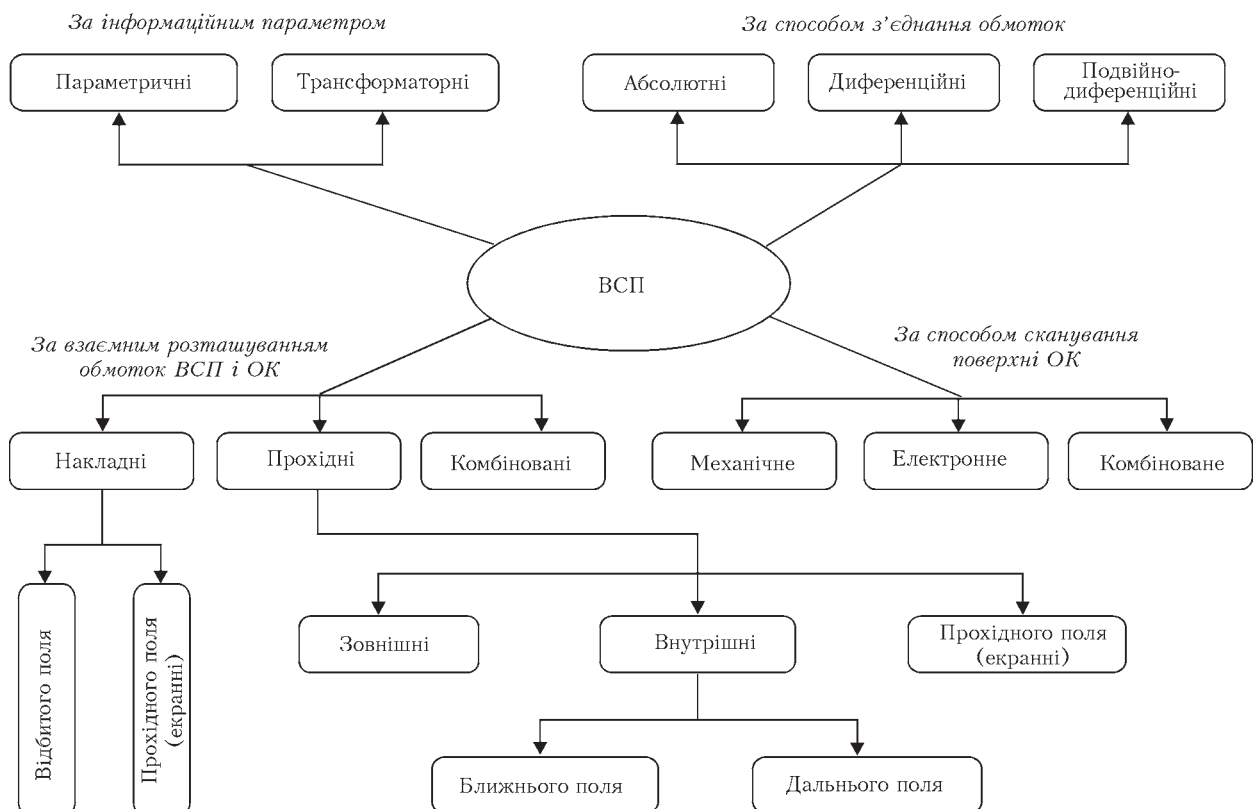 За інформаційним параметром
За способом з’єднання обмоток
Параметричні
Трансформаторні
Абсолютні
Диференційні
Подвійно-
диференційні
ВСП
За взаємним розташуванням
обмоток ВСП і ОК
За способом сканування
поверхні ОК
Накладні
Прохідні
Комбіновані
Механічне
Електронне
Комбіноване
Відбитого поля
Прохідного поля
(екранні)
Зовнішні
Внутрішні
Прохідного поля
(екранні)
Ближнього поля
Дальнього поля